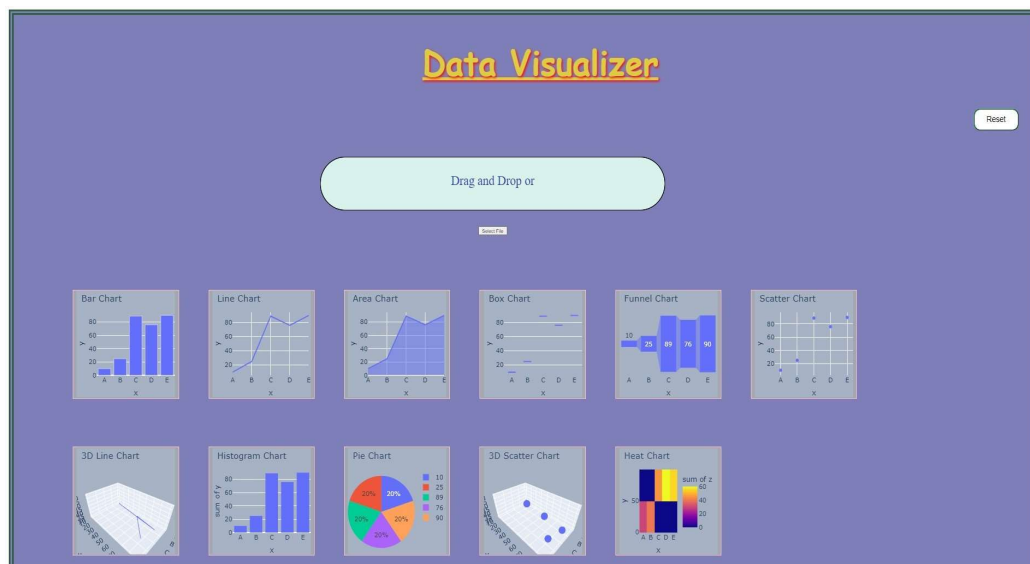 Data Visualizer
Reset
Drag and Drop or
Select File
Bar Chart
80
60
40
20
0
y
A B C D E
x
Line Chart
80
60
40
20
y
A B C D E
x
Area Chart
80
60
40
20
0
y
A B C D E
x
Box Chart
80
60
40
20
y
A B C D E
x
Funnel Chart
10
25
89
76
90
A B C D E
x
Scatter Chart
80
60
40
20
y
A B C D E
x
3D Line Chart
B
C
Histogram Chart
80
60
40
20
0
sum of y
A B C D E
x
Pie Chart
20%
20%
20%
20%
20%
10
25
89
76
90
3D Scatter Chart
B
C
Heat Chart
y
50
0
A B C D E
x
sum of z
60
40
20
0